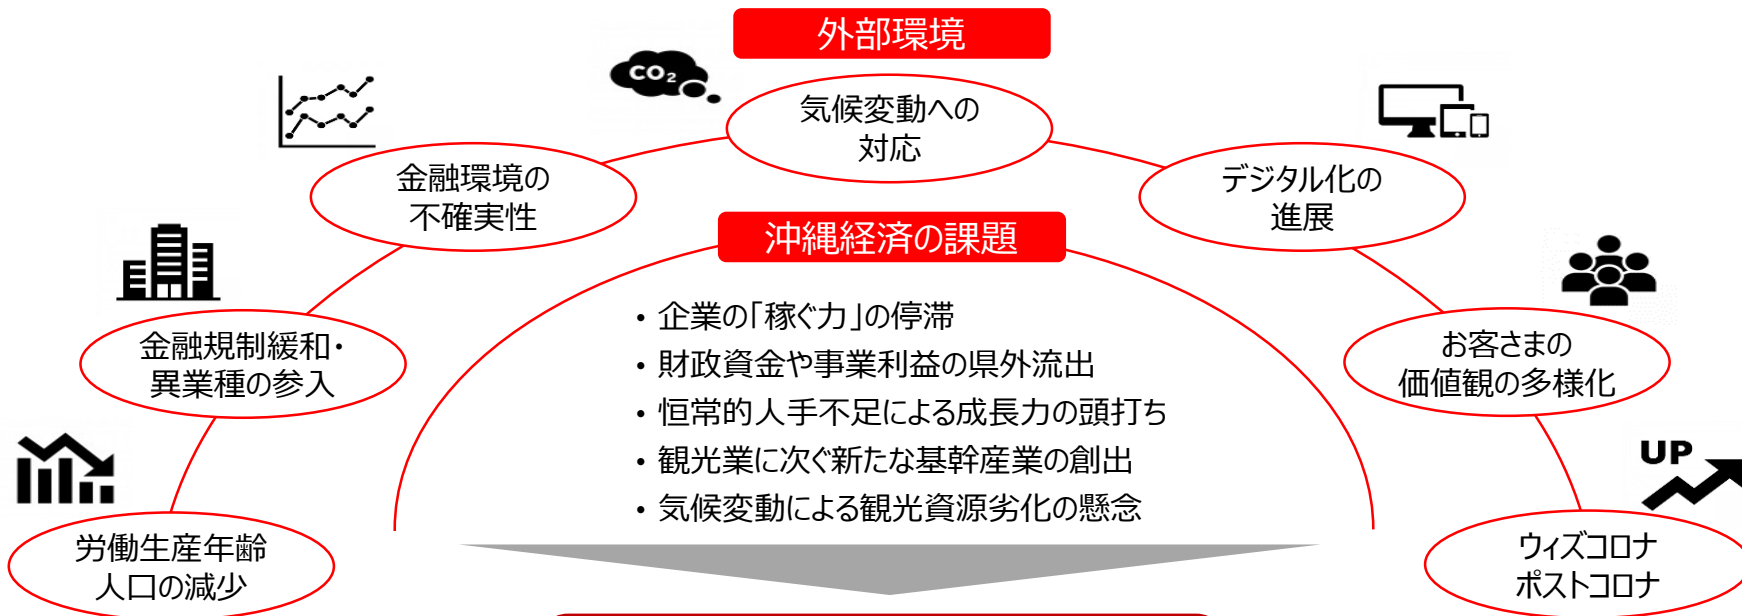 外部環境
CO₂
気候変動への
対応
金融環境の
不確実性
デジタル化の
進展
金融規制緩和・
異業種の参入
お客さまの
価値観の多様化
労働生産年齢
人口の減少
UP
ウィズコロナ
ポストコロナ
沖縄経済の課題
• 企業の「稼ぐ力」の停滞
• 財政資金や事業利益の県外流出
• 恒常的人手不足による成長力の頭打ち
• 観光業に次ぐ新たな基幹産業の創出
• 気候変動による観光資源劣化の懸念